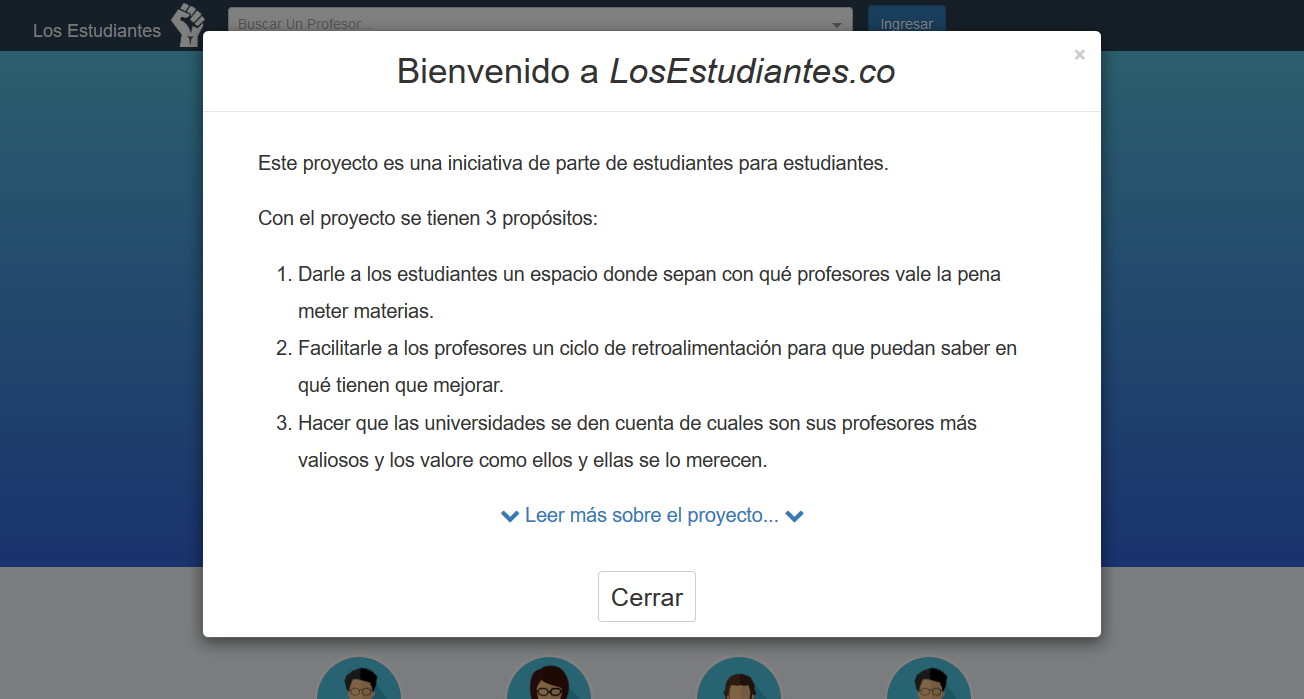 Los Estudiantes
Buscar Un Profesor...
Ingresar
×
Bienvenido a LosEstudiantes.co
Este proyecto es una iniciativa de parte de estudiantes para estudiantes.
Con el proyecto se tienen 3 propósitos:
1. Darle a los estudiantes un espacio donde sepan con qué profesores vale la pena
meter materias.
2. Facilitarle a los profesores un ciclo de retroalimentación para que puedan saber en
qué tienen que mejorar.
3. Hacer que las universidades se den cuenta de cuales son sus profesores más
valiosos y los valore como ellos y ellas se lo merecen.
Leer más sobre el proyecto...
Cerrar